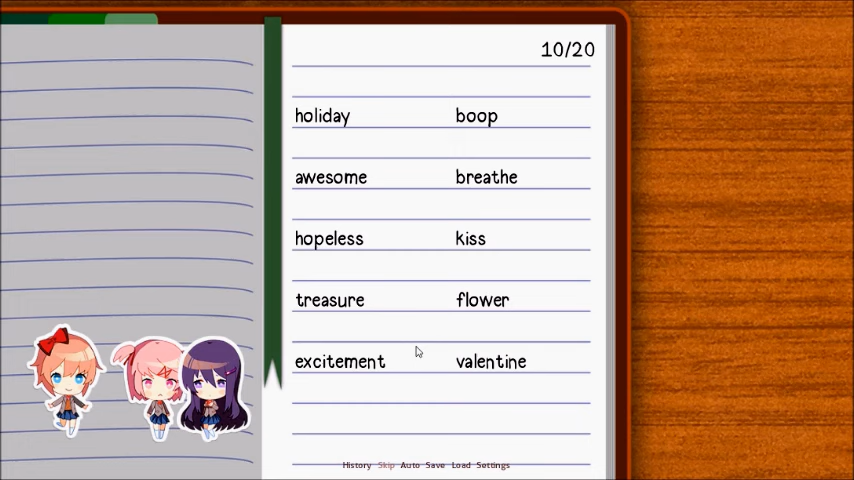 10/20
holiday boop
awesome breathe
hopeless kiss
treasure flower
excitement valentine
History Skip Auto Save Load Settings